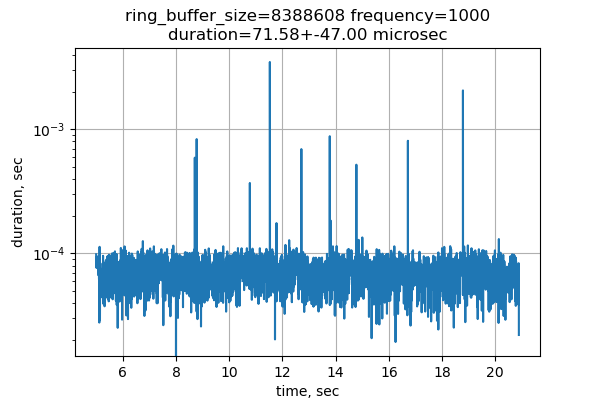 ring_buffer_size=8388608 frequency=1000
duration=71.58+-47.00 microsec
duration, sec
10⁻³
10⁻⁴
6 8 10 12 14 16 18 20
time, sec